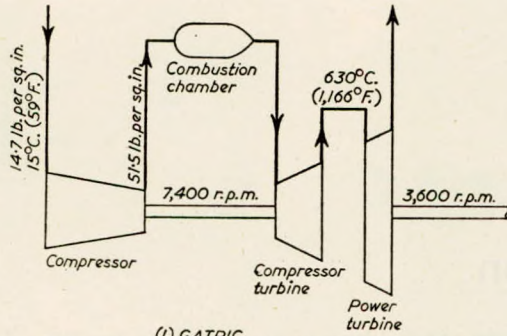 14·7 lb. per sq. in.
15°C. (59°F.)
51·5 lb. per sq. in.
Combustion
chamber
630°C.
(1,166°F.)
7,400 r.p.m.
3,600 r.p.m.
Compressor
Compressor
turbine
Power
turbine
(1) GATRIC